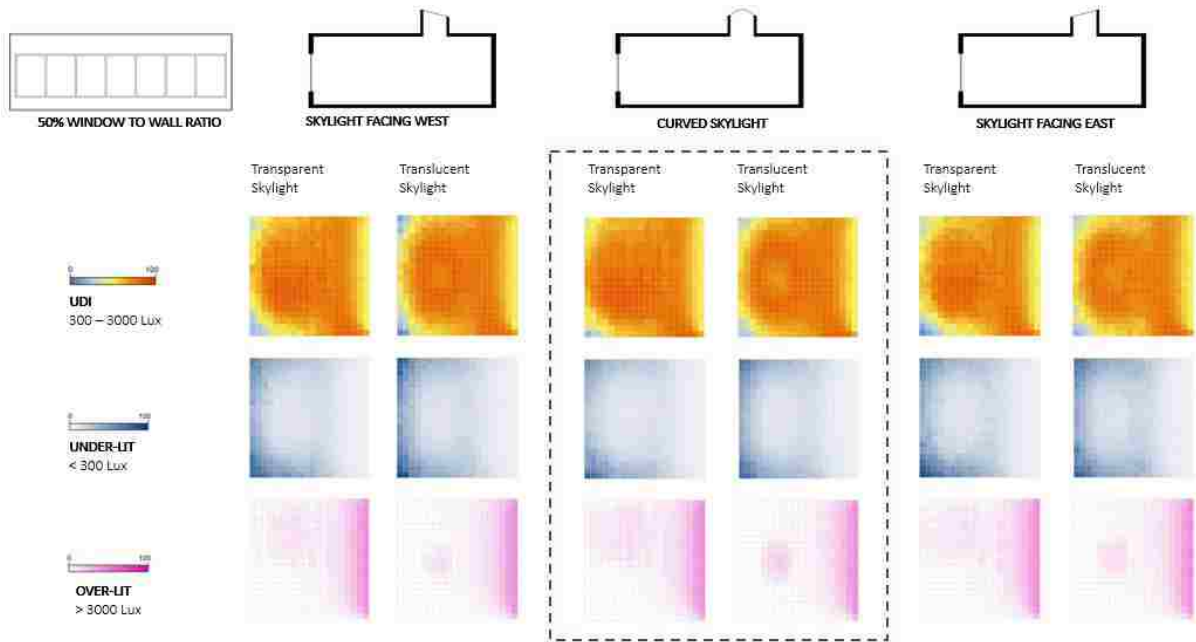 50% WINDOW TO WALL RATIO
SKYLIGHT FACING WEST
CURVED SKYLIGHT
SKYLIGHT FACING EAST
Transparent Skylight
Translucent Skylight
Transparent Skylight
Translucent Skylight
Transparent Skylight
Translucent Skylight
0 100
UDI
300 – 3000 Lux
0 100
UNDER-LIT
< 300 Lux
0 100
OVER-LIT
> 3000 Lux